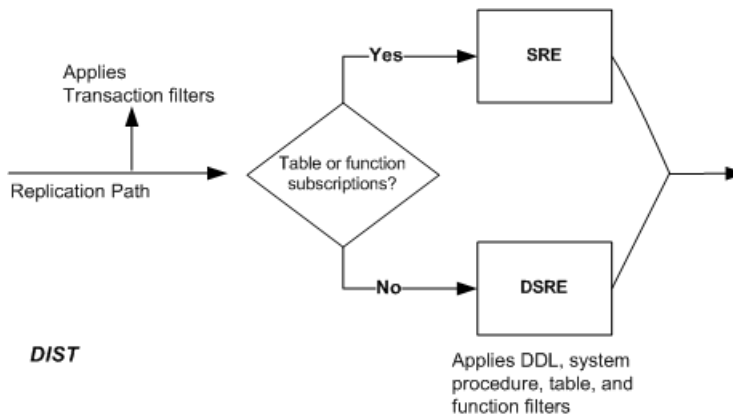 Applies
Transaction filters
Replication Path
Table or function
subscriptions?
Yes
SRE
No
DSRE
Applies DDL, system
procedure, table, and
function filters
DIST